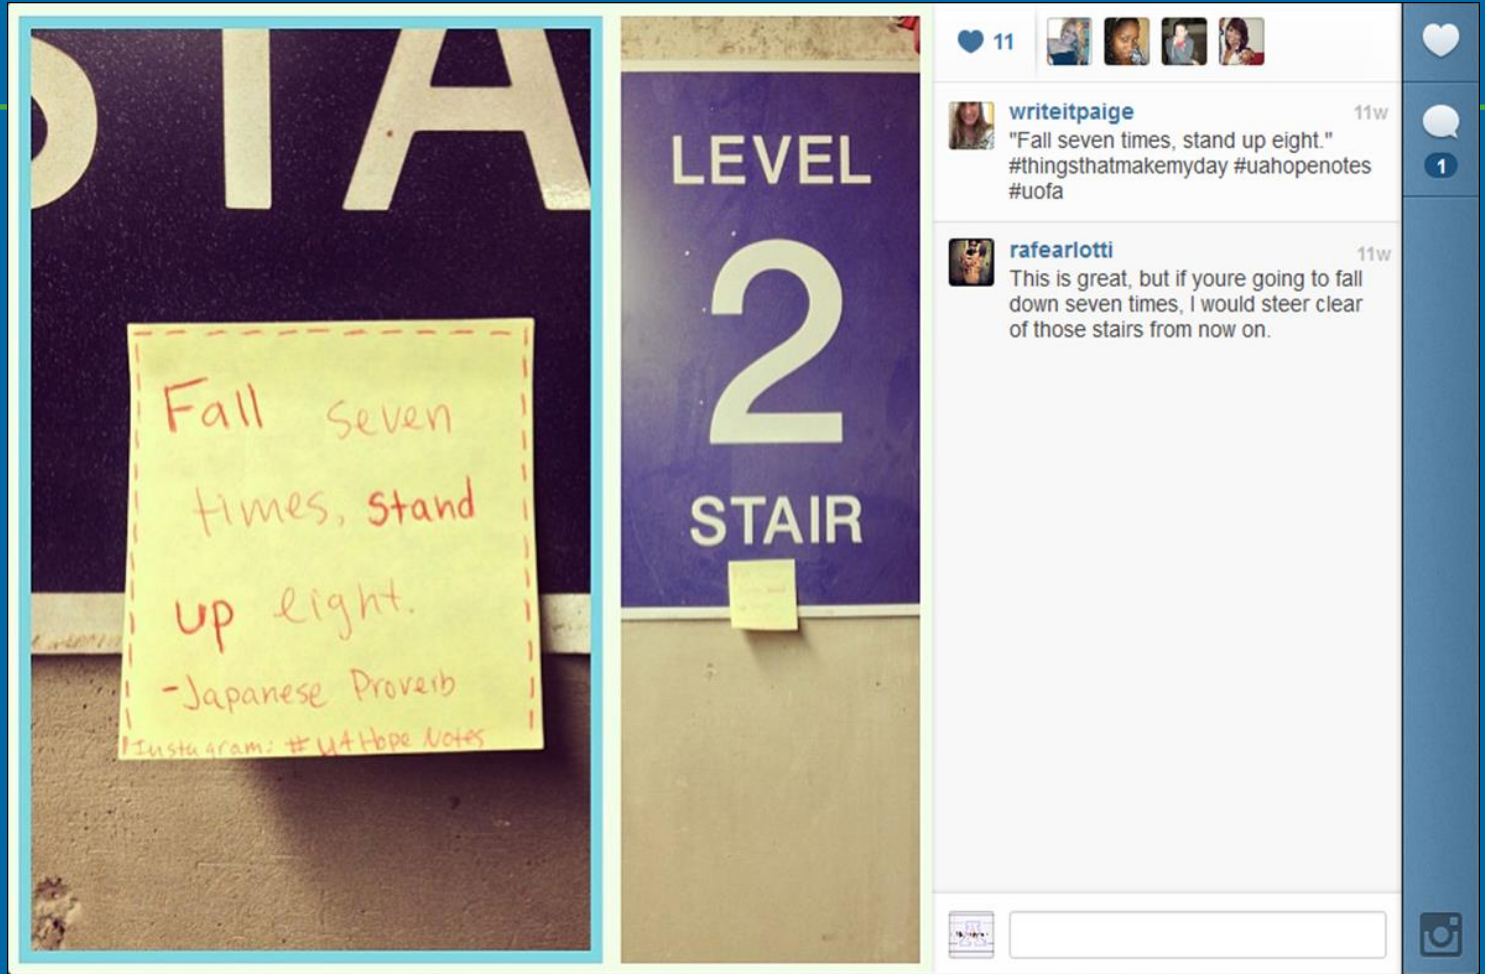 STA
Fall seven
times, stand
up eight.
-Japanese Proverb
Instagram: #UAHope Notes
LEVEL
2
STAIR
11
writeitpaige 11w
"Fall seven times, stand up eight."
#thingsthatmakemyday #uahopenotes
#uofa
rafearlotti 11w
This is great, but if youre going to fall
down seven times, I would steer clear
of those stairs from now on.
1